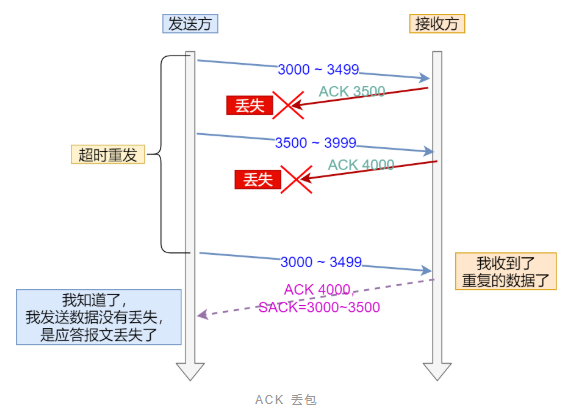 发送方
接收方
3000 ~ 3499
ACK 3500
丢失
3500 ~ 3999
超时重发
ACK 4000
丢失
3000 ~ 3499
我收到了
重复的数据了
ACK 4000,
SACK=3000~3500
我知道了，
我发送数据没有丢失，
是应答报文丢失了
ACK 丢包